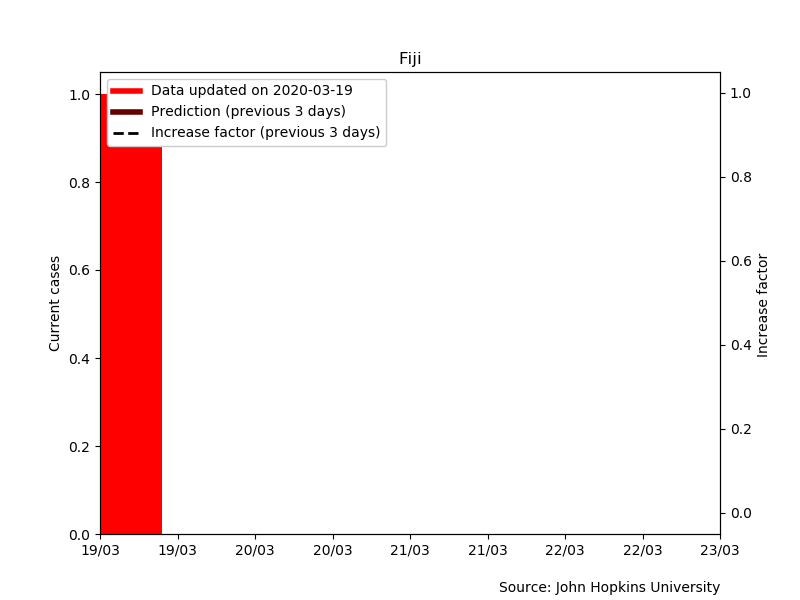 Fiji
Data updated on 2020-03-19
Prediction (previous 3 days)
Increase factor (previous 3 days)
Current cases
1.0
0.8
0.6
0.4
0.2
0.0
1.0
0.8
0.6
0.4
0.2
0.0
Increase factor
19/03 19/03 20/03 20/03 21/03 21/03 22/03 22/03 23/03
Source: John Hopkins University